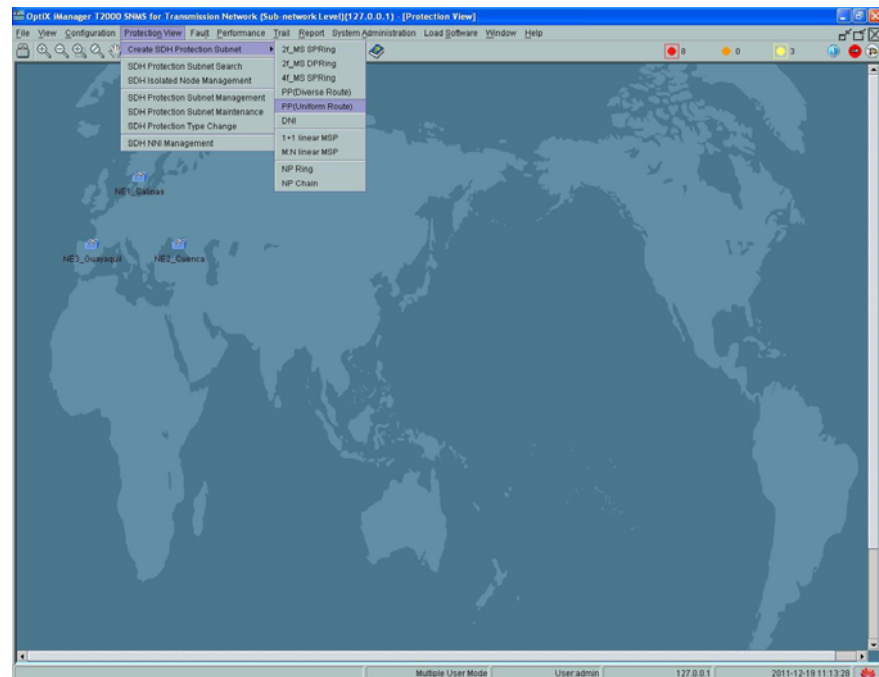 OptiX iManager T2000 SNMS for Transmission Network (Sub-network Level)(127.0.0.1) - [Protection View]
File View Configuration Protection View Fault Performance Trail Report System Administration Load Software Window Help
8 0 3
Create SDH Protection Subnet
SDH Protection Subnet Search
SDH Isolated Node Management
SDH Protection Subnet Management
SDH Protection Subnet Maintenance
SDH Protection Type Change
SDH NNI Management
2f_MS SPRing
2f_MS DPRing
4f_MS SPRing
PP(Diverse Route)
PP(Uniform Route)
DNI
1+1 linear MSP
M:N linear MSP
NP Ring
NP Chain
NE1_Salinas
NE3_Guayaquil NE2_Cuenca
Multiple User Mode User:admin 127.0.0.1 2011-12-19 11:13:28